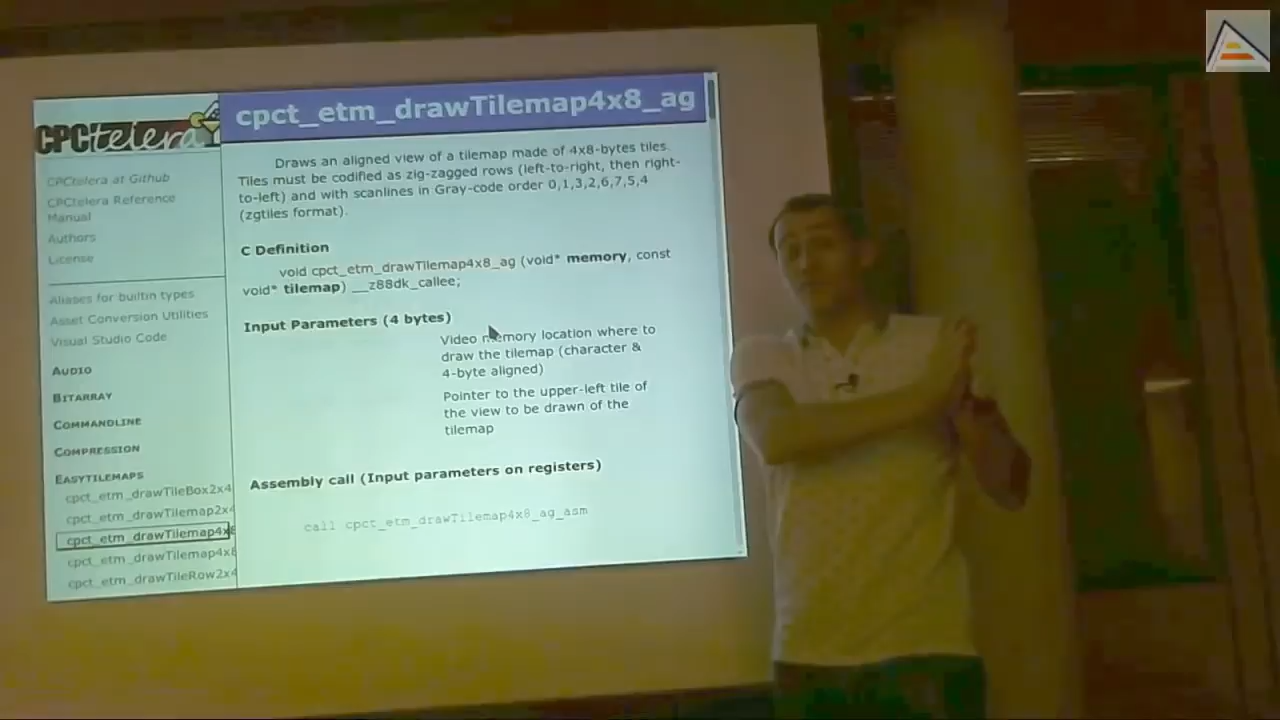 cpct_etm_drawTilemap4x8_ag
CPCtelera
CPCtelera at Github
CPCtelera Reference
Manual
Authors
License
Aliases for builtin types
Asset Conversion Utilities
Visual Studio Code
AUDIO
BITARRAY
COMMANDLINE
COMPRESSION
EASYTILEMAPS
cpct_etm_drawTileBox2x4
cpct_etm_drawTilemap2x4
cpct_etm_drawTilemap4x8
cpct_etm_drawTilemap4x8
cpct_etm_drawTileRow2x4
Draws an aligned view of a tilemap made of 4x8-bytes tiles.
Tiles must be codified as zig-zagged rows (left-to-right, then right-
to-left) and with scanlines in Gray-code order 0,1,3,2,6,7,5,4
(zgtiles format).
C Definition
void cpct_etm_drawTilemap4x8_ag (void* memory, const
void* tilemap) __z88dk_callee;
Input Parameters (4 bytes)
Video memory location where to
draw the tilemap (character &
4-byte aligned)
Pointer to the upper-left tile of
the view to be drawn of the
tilemap
Assembly call (Input parameters on registers)
call cpct_etm_drawTilemap4x8_ag_asm